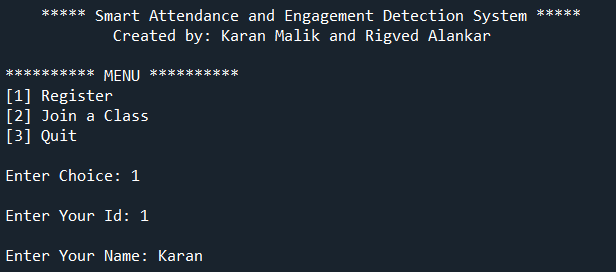 ***** Smart Attendance and Engagement Detection System *****
Created by: Karan Malik and Rigved Alankar
********** MENU **********
[1] Register
[2] Join a Class
[3] Quit
Enter Choice: 1
Enter Your Id: 1
Enter Your Name: Karan